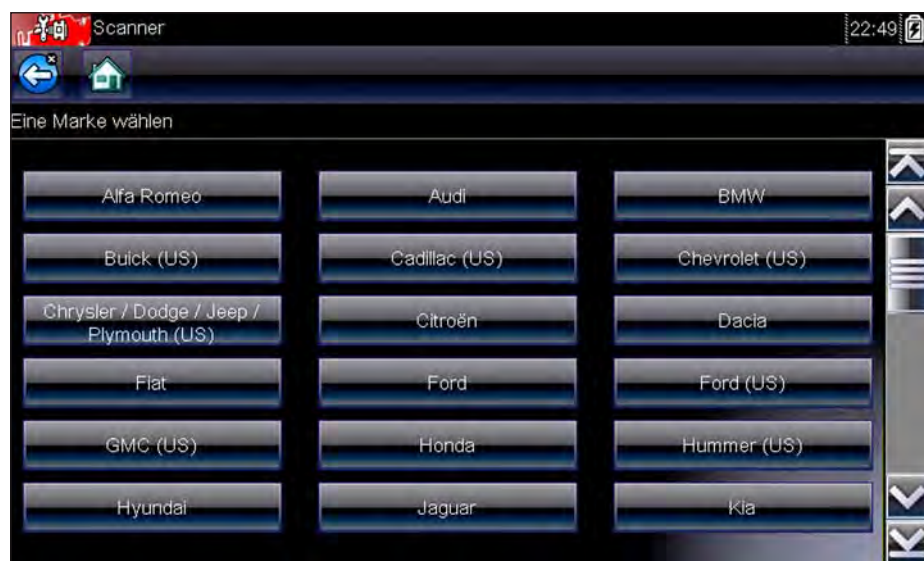 Scanner
22:49
Eine Marke wählen
Alfa Romeo
Audi
BMW
Buick (US)
Cadillac (US)
Chevrolet (US)
Chrysler / Dodge / Jeep /
Plymouth (US)
Citroën
Dacia
Fiat
Ford
Ford (US)
GMC (US)
Honda
Hummer (US)
Hyundai
Jaguar
Kia